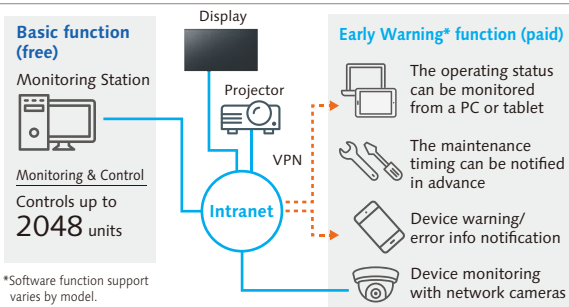 Basic function
(free)
Monitoring Station
Monitoring & Control
Controls up to
2048 units
*Software function support
varies by model.
Display
Projector
VPN
Intranet
Early Warning* function (paid)
The operating status
can be monitored
from a PC or tablet
The maintenance
timing can be notified
in advance
Device warning/
error info notification
Device monitoring
with network cameras